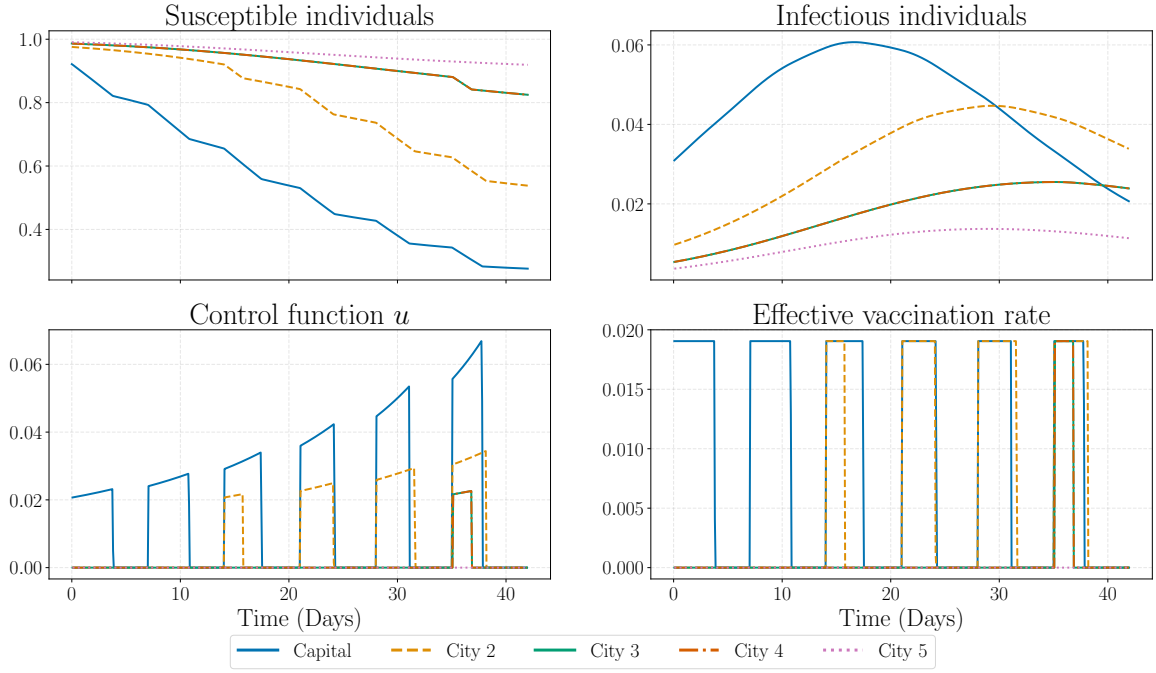 Susceptible individuals
1.0
0.8
0.6
0.4
Infectious individuals
0.06
0.04
0.02
Control function u
0.06
0.04
0.02
0.00
0
10
20
30
40
Time (Days)
Effective vaccination rate
0.020
0.015
0.010
0.005
0.000
0
10
20
30
40
Time (Days)
Capital
City 2
City 3
City 4
City 5